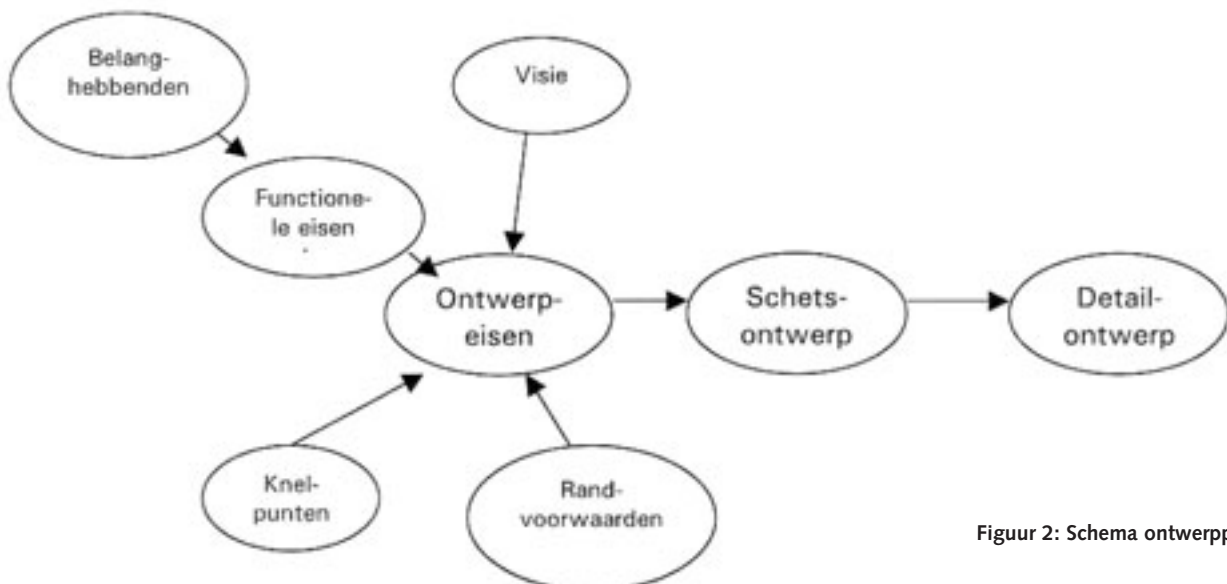 Belang-
hebbenden
Visie
Functione-
le eisen
Ontwerp-
eisen
Schets-
ontwerp
Detail-
ontwerp
Knel-
punten
Rand-
voorwaarden
Figuur 2: Schema ontwerpp